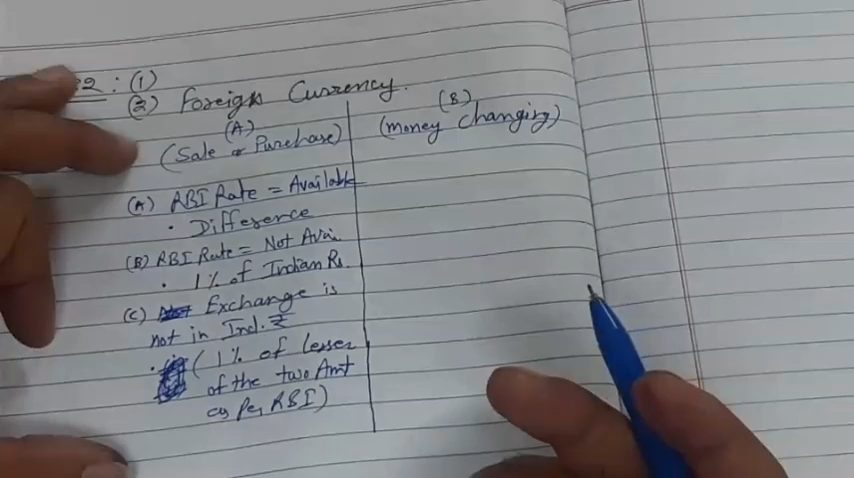 32 : (1)
(2) Foreign Currency.
(A)
(Sale or Purchase)
(B)
(money changing)
(A) RBI Rate = Available
• Difference
(B) RBI Rate = Not Avai.
• 1% of Indian Rs
(C) Exchange is
not in Ind. ₹
• (1% of lesser
of the two Amt
as Per RBI)